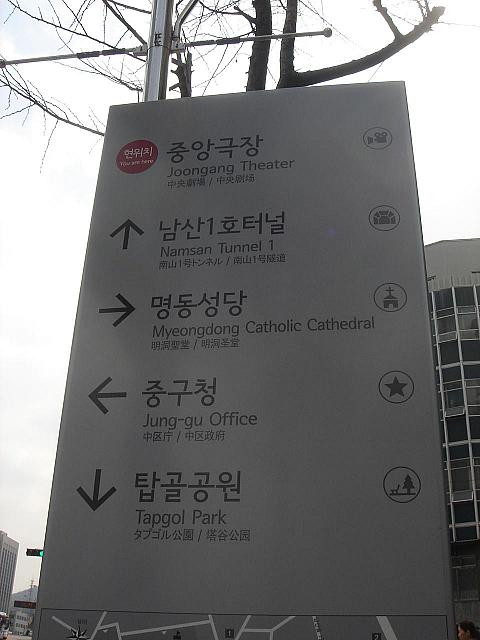 현위치
You are here
중앙극장
Joongang Theater
中央劇場 / 中央剧场
남산1호터널
Namsan Tunnel 1
南山1号トンネル / 南山1号隧道
명동성당
Myeongdong Catholic Cathedral
明洞聖堂 / 明洞圣堂
중구청
Jung-gu Office
中区庁 / 中区政府
탑골공원
Tapgol Park
タプゴル公園 / 塔谷公园